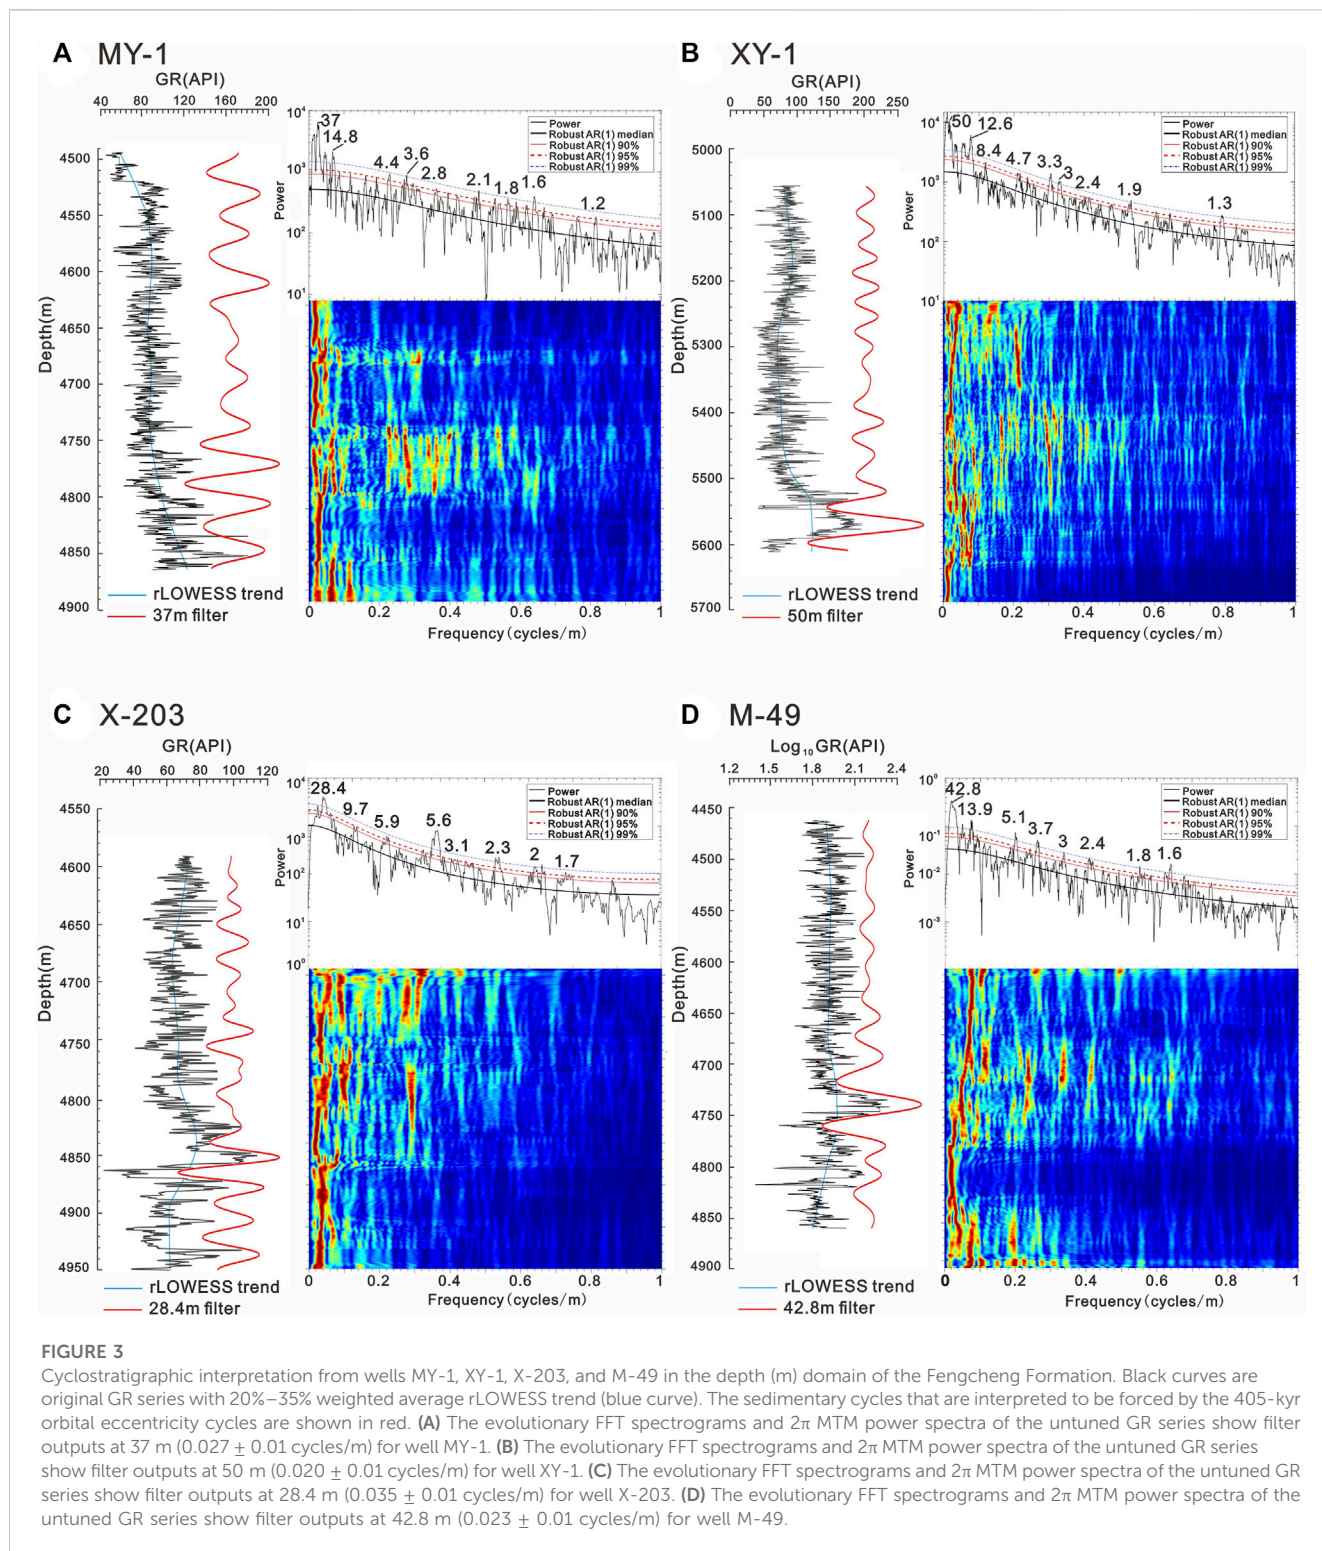 A MY-1
GR(API)
40 80 120 160 200
Depth(m)
4500
4550
4600
4650
4700
4750
4800
4850
4900
rLOWESS trend
37m filter
Power
10⁴
10³
10²
10¹
37
14.8
4.4
3.6
2.8
2.1
1.8
1.6
1.2
Power
Robust AR(1) median
Robust AR(1) 90%
Robust AR(1) 95%
Robust AR(1) 99%
0 0.2 0.4 0.6 0.8 1
Frequency (cycles/m)
B XY-1
GR(API)
0 50 100 150 200 250
Depth(m)
5000
5100
5200
5300
5400
5500
5600
5700
rLOWESS trend
50m filter
Power
10⁴
10³
10²
10¹
50
12.6
8.4
4.7
3.3
3
2.4
1.9
1.3
Power
Robust AR(1) median
Robust AR(1) 90%
Robust AR(1) 95%
Robust AR(1) 99%
0 0.2 0.4 0.6 0.8 1
Frequency (cycles/m)
C X-203
GR(API)
20 40 60 80 100 120
Depth(m)
4550
4600
4650
4700
4750
4800
4850
4900
4950
rLOWESS trend
28.4m filter
Power
10⁴
10³
10²
10¹
10⁰
28.4
9.7
5.9
5.6
3.1
2.3
2
1.7
Power
Robust AR(1) median
Robust AR(1) 90%
Robust AR(1) 95%
Robust AR(1) 99%
0 0.2 0.4 0.6 0.8 1
Frequency (cycles/m)
D M-49
Log₁₀GR(API)
1.2 1.5 1.8 2.1 2.4
Depth(m)
4450
4500
4550
4600
4650
4700
4750
4800
4850
4900
rLOWESS trend
42.8m filter
Power
10⁰
10⁻¹
10⁻²
10⁻³
42.8
13.9
5.1
3.7
3
2.4
1.8
1.6
Power
Robust AR(1) median
Robust AR(1) 90%
Robust AR(1) 95%
Robust AR(1) 99%
0 0.2 0.4 0.6 0.8 1
Frequency (cycles/m)
FIGURE 3
Cyclostratigraphic interpretation from wells MY-1, XY-1, X-203, and M-49 in the depth (m) domain of the Fengcheng Formation. Black curves are
original GR series with 20%–35% weighted average rLOWESS trend (blue curve). The sedimentary cycles that are interpreted to be forced by the 405-kyr
orbital eccentricity cycles are shown in red. (A) The evolutionary FFT spectrograms and 2π MTM power spectra of the untuned GR series show filter
outputs at 37 m (0.027 ± 0.01 cycles/m) for well MY-1. (B) The evolutionary FFT spectrograms and 2π MTM power spectra of the untuned GR series
show filter outputs at 50 m (0.020 ± 0.01 cycles/m) for well XY-1. (C) The evolutionary FFT spectrograms and 2π MTM power spectra of the untuned GR
series show filter outputs at 28.4 m (0.035 ± 0.01 cycles/m) for well X-203. (D) The evolutionary FFT spectrograms and 2π MTM power spectra of the
untuned GR series show filter outputs at 42.8 m (0.023 ± 0.01 cycles/m) for well M-49.